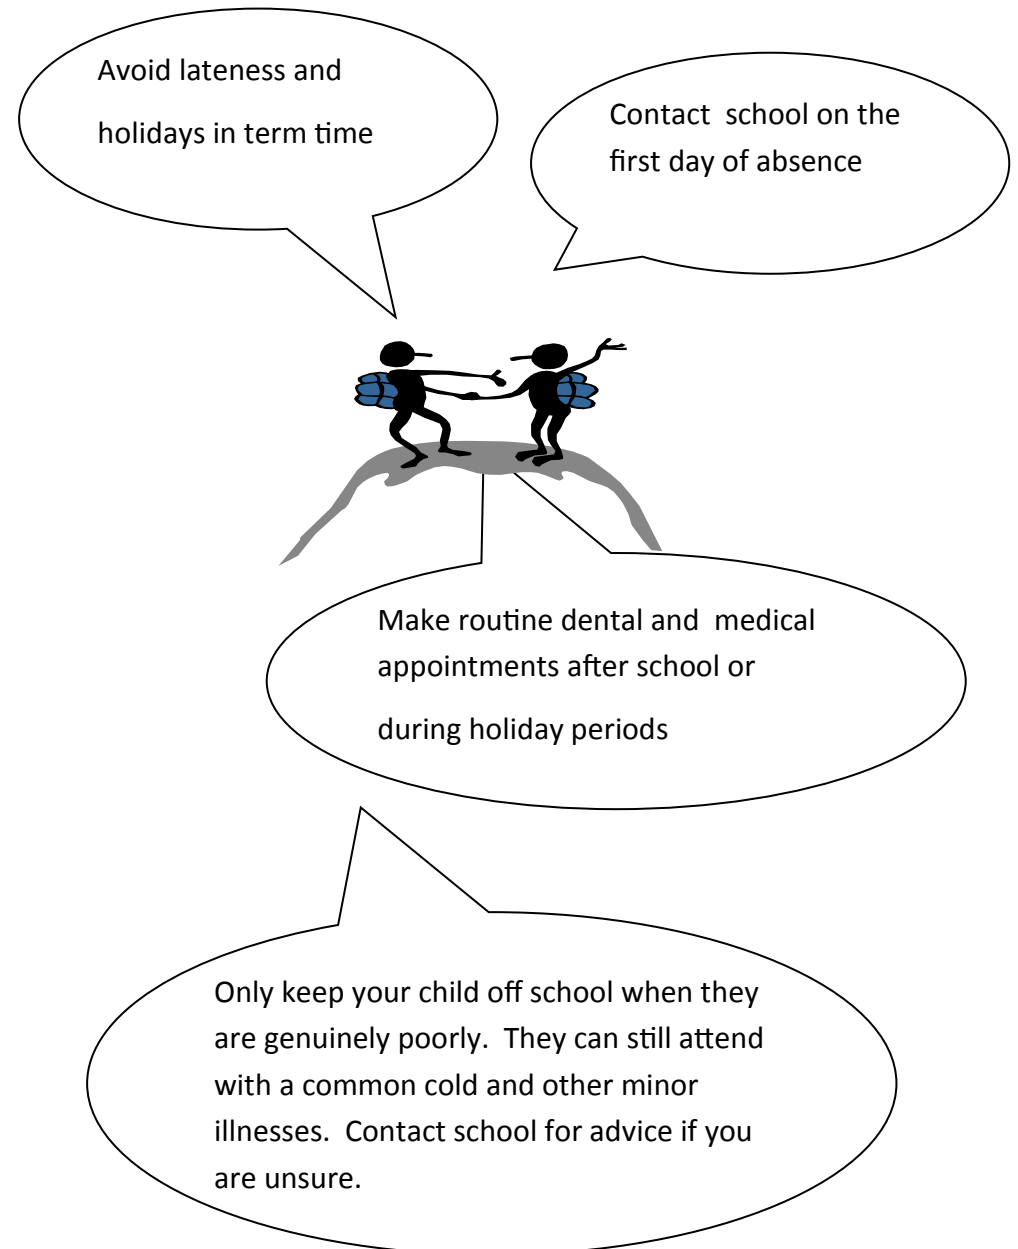 Avoid lateness and
holidays in term time
Contact  school on the
first day of absence
Make routine dental and  medical
appointments after school or
during holiday periods
Only keep your child off school when they
are genuinely poorly.  They can still attend
with a common cold and other minor
illnesses.  Contact school for advice if you
are unsure.